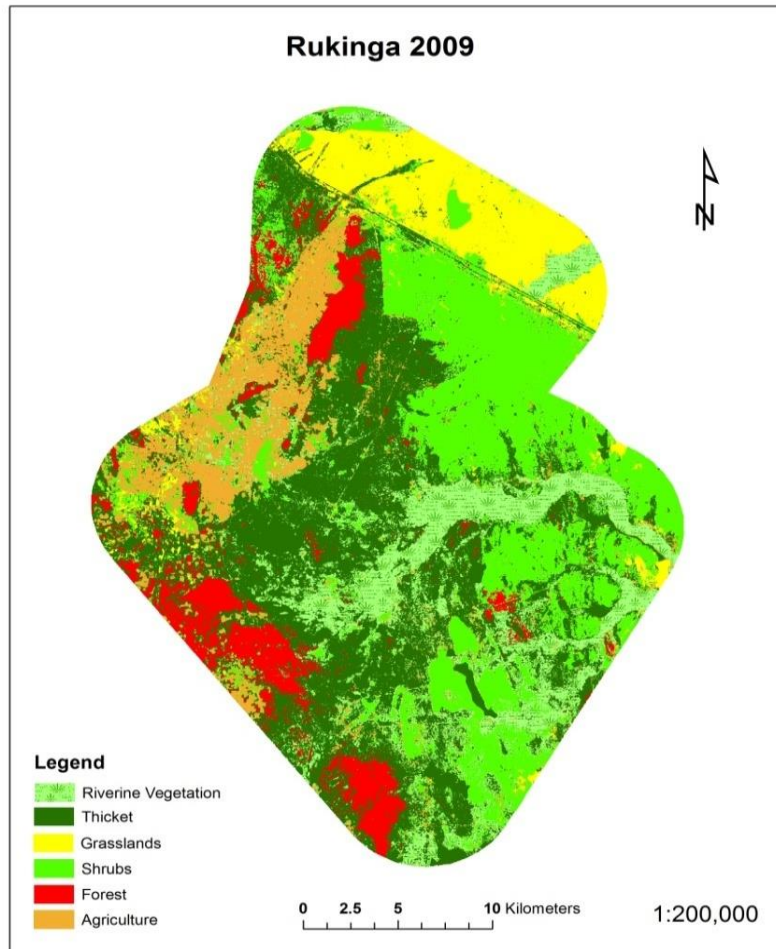 Rukinga 2009
N
Legend
Riverine Vegetation
Thicket
Grasslands
Shrubs
Forest
Agriculture
0 2.5 5 10 Kilometers
1:200,000